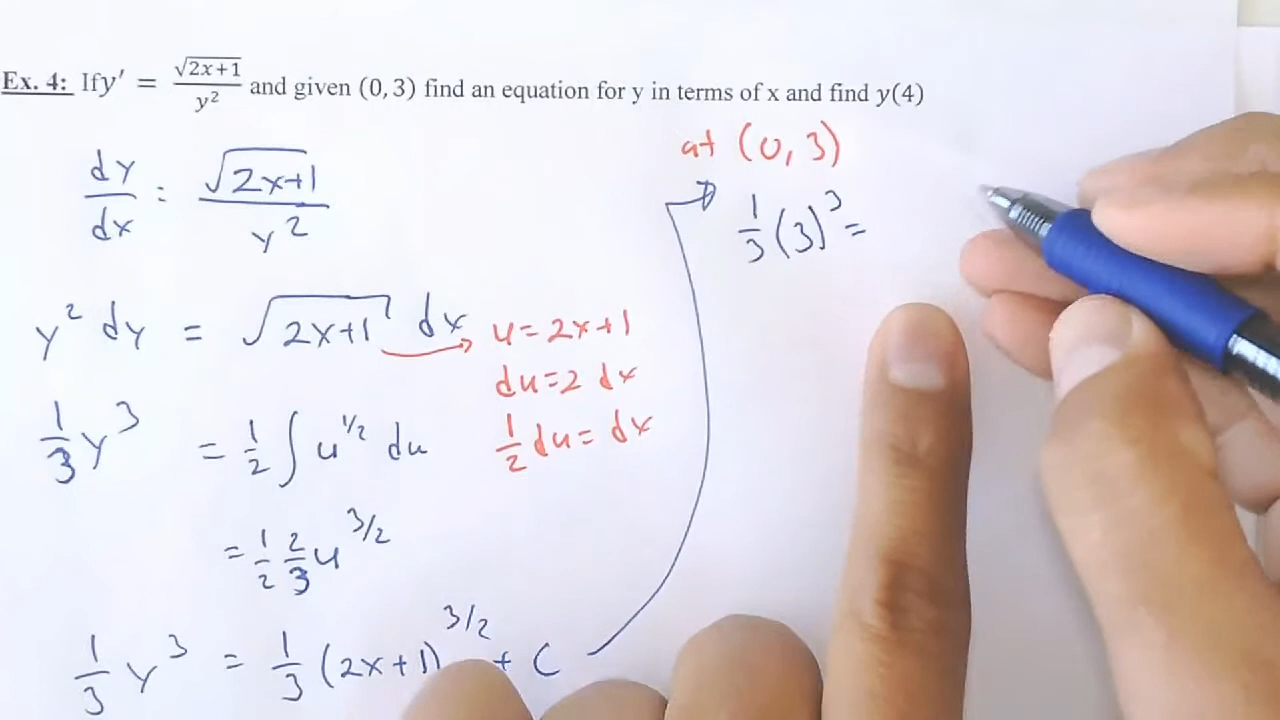 Ex. 4: Ify′ = √(2x+1)/y² and given (0, 3) find an equation for y in terms of x and find y(4)
dy/dx = √(2x+1)/y²
y² dy = √(2x+1) dx
u = 2x+1
du = 2 dx
1/2 du = dx
1/3 y³ = 1/2 ∫ u^1/2 du
= 1/2 2/3 u^3/2
1/3 y³ = 1/3 (2x+1)^3/2 + C
at (0, 3)
1/3 (3)³ =